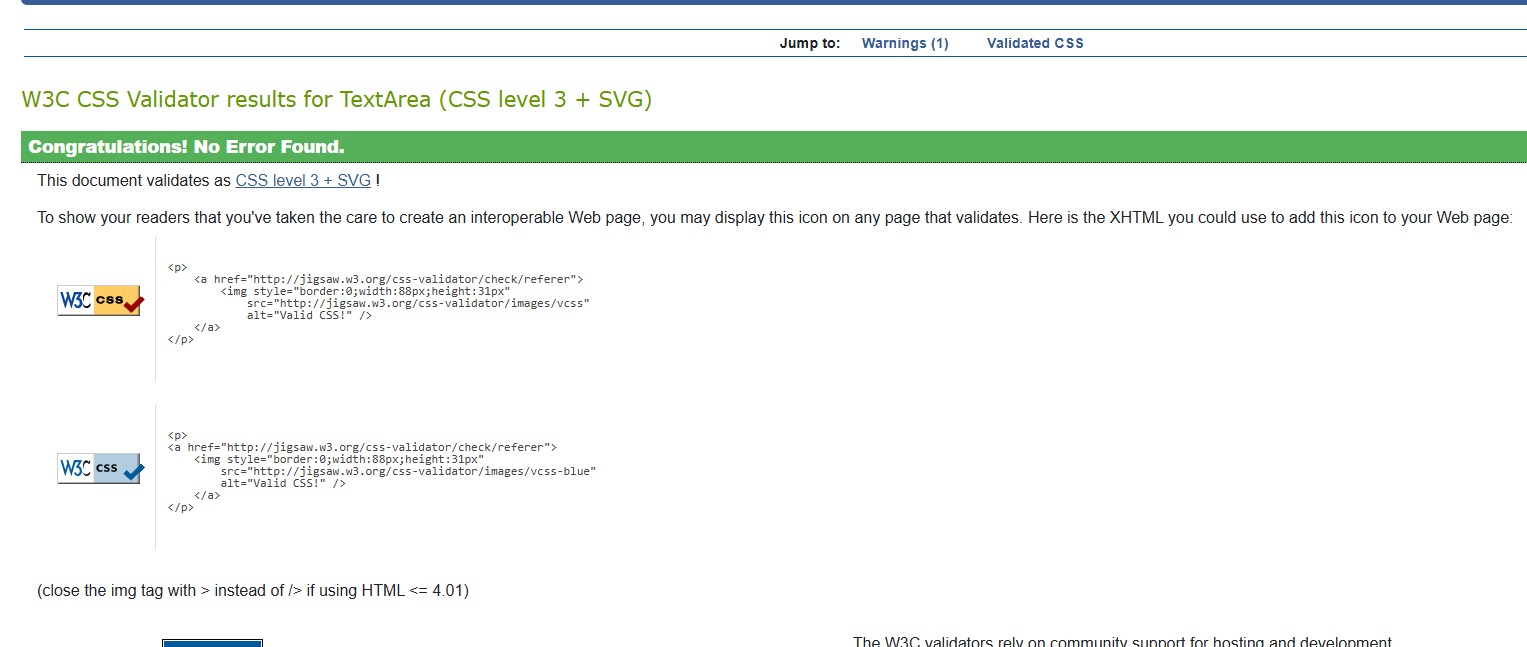 Jump to: Warnings (1) Validated CSS
W3C CSS Validator results for TextArea (CSS level 3 + SVG)
Congratulations! No Error Found.
This document validates as CSS level 3 + SVG !
To show your readers that you've taken the care to create an interoperable Web page, you may display this icon on any page that validates. Here is the XHTML you could use to add this icon to your Web page:
W3C css
<p>
    <a href="http://jigsaw.w3.org/css-validator/check/referer">
        <img style="border:0;width:88px;height:31px"
            src="http://jigsaw.w3.org/css-validator/images/vcss"
            alt="Valid CSS!" />
    </a>
</p>
W3C css
<p>
<a href="http://jigsaw.w3.org/css-validator/check/referer">
    <img style="border:0;width:88px;height:31px"
        src="http://jigsaw.w3.org/css-validator/images/vcss-blue"
        alt="Valid CSS!" />
    </a>
</p>
(close the img tag with > instead of /> if using HTML <= 4.01)
The W3C validators rely on community support for hosting and development.